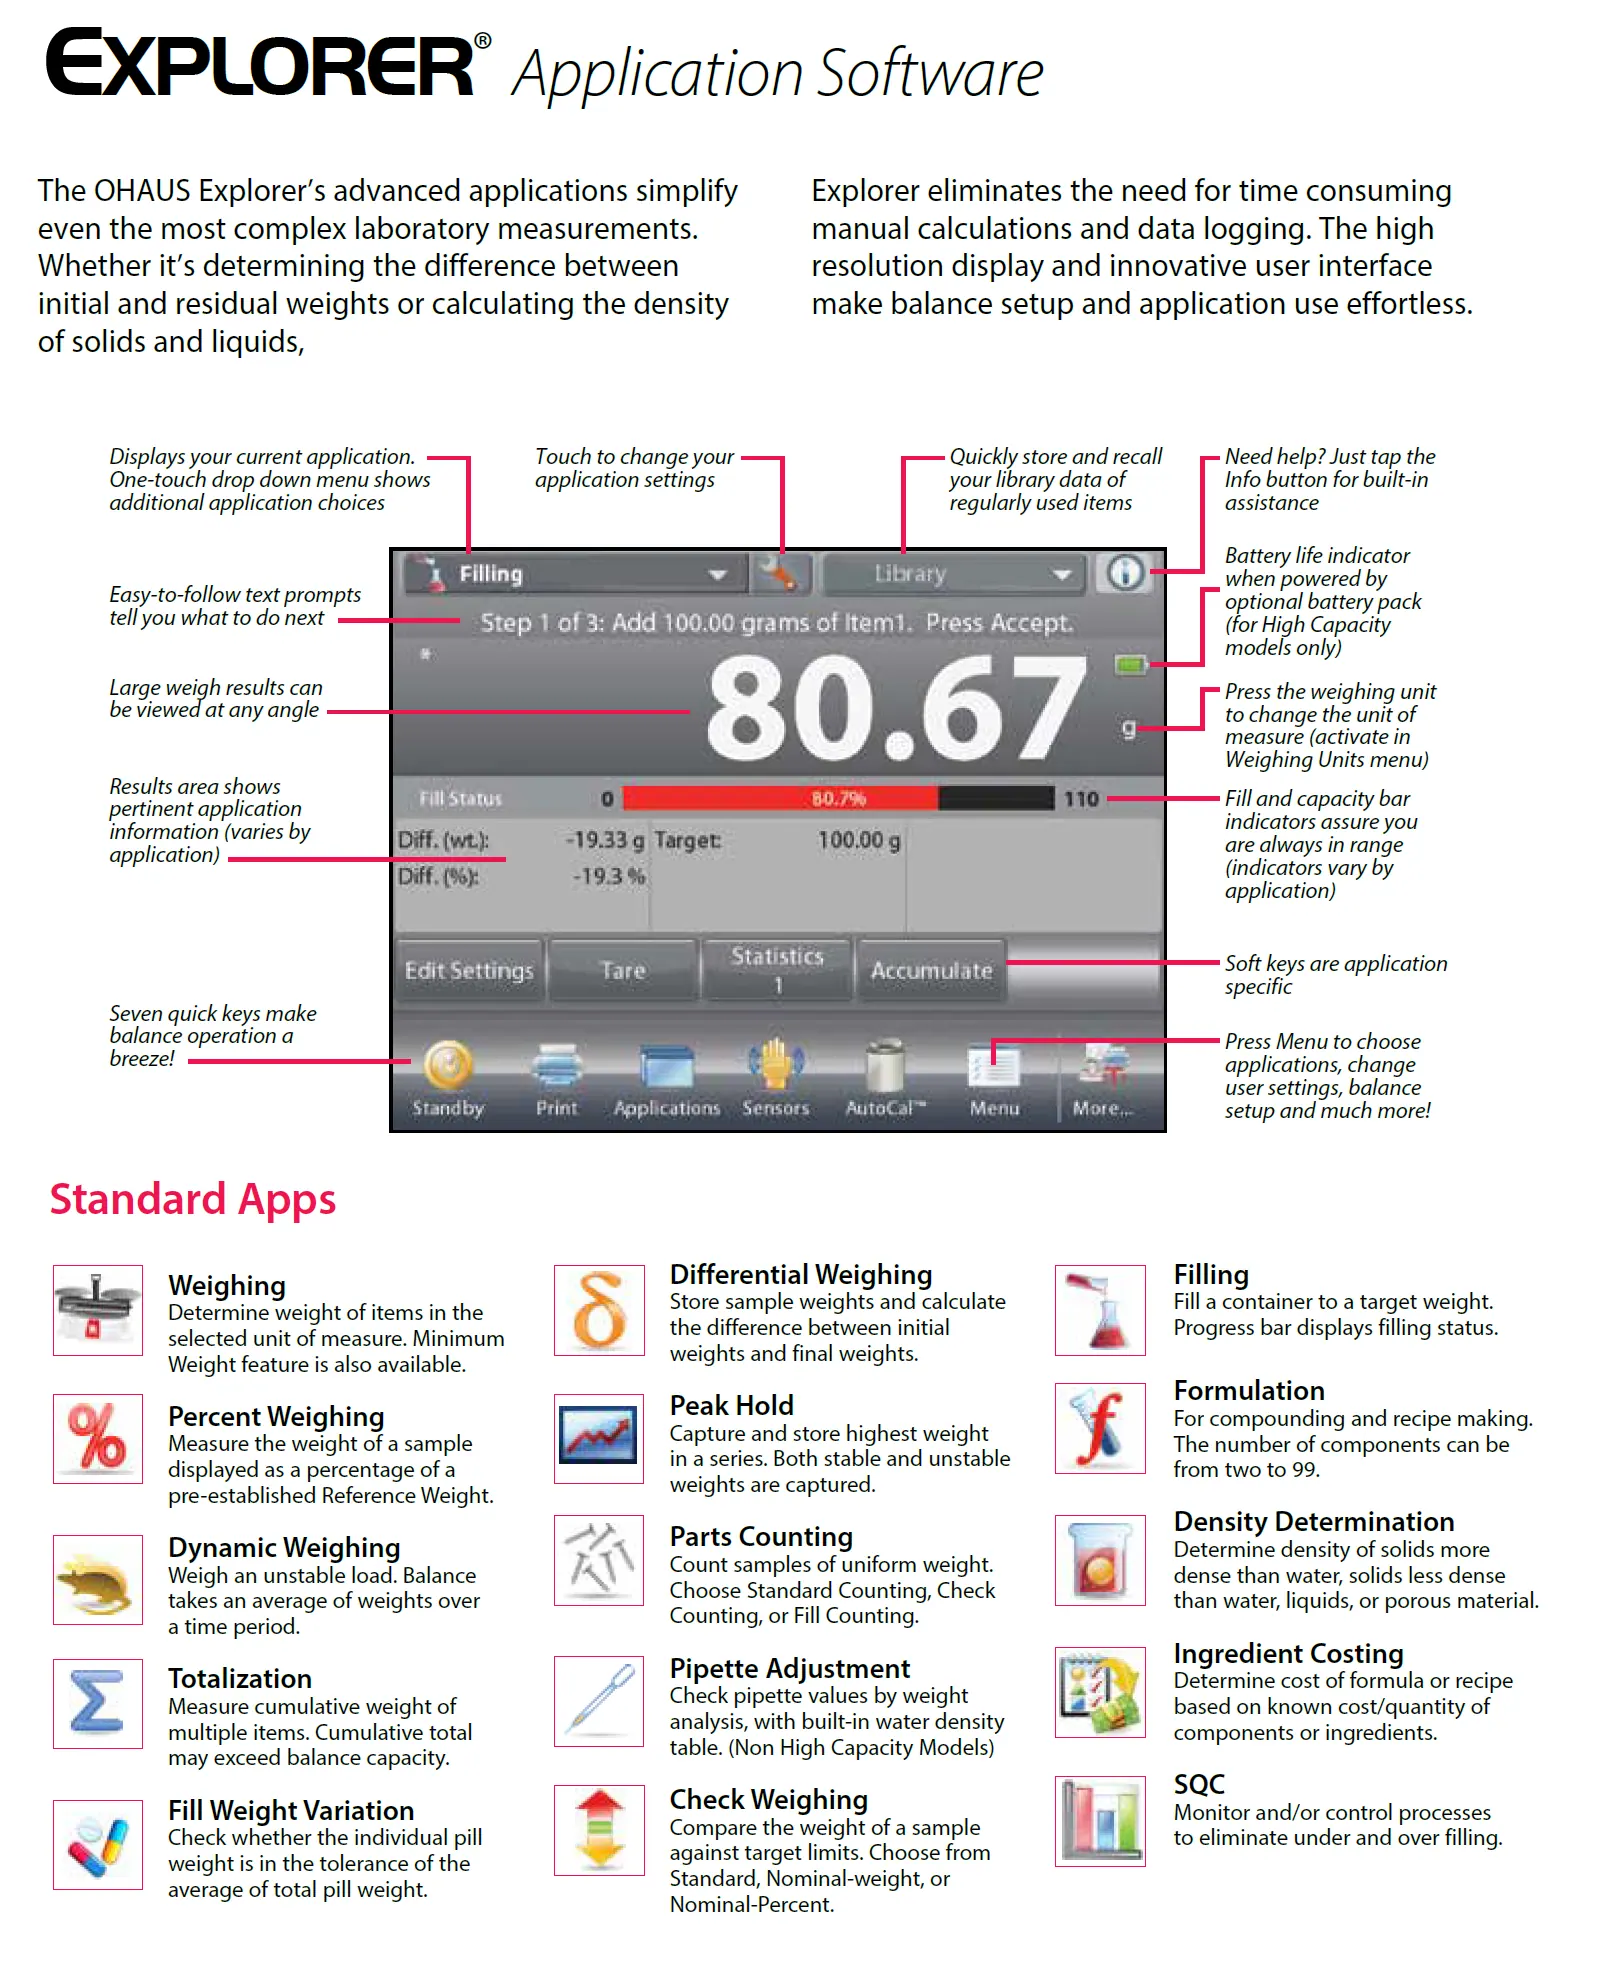 EXPLORER® Application Software
The OHAUS Explorer's advanced applications simplify
even the most complex laboratory measurements.
Whether it's determining the difference between
initial and residual weights or calculating the density
of solids and liquids,
Explorer eliminates the need for time consuming
manual calculations and data logging. The high
resolution display and innovative user interface
make balance setup and application use effortless.
Displays your current application.
One-touch drop down menu shows
additional application choices
Touch to change your
application settings
Quickly store and recall
your library data of
regularly used items
Need help? Just tap the
Info button for built-in
assistance
Battery life indicator
when powered by
optional battery pack
(for High Capacity
models only)
Easy-to-follow text prompts
tell you what to do next
Large weigh results can
be viewed at any angle
Press the weighing unit
to change the unit of
measure (activate in
Weighing Units menu)
Results area shows
pertinent application
information (varies by
application)
Fill and capacity bar
indicators assure you
are always in range
(indicators vary by
application)
Soft keys are application
specific
Seven quick keys make
balance operation a
breeze!
Press Menu to choose
applications, change
user settings, balance
setup and much more!
Filling
Library
Step 1 of 3: Add 100.00 grams of Item1. Press Accept.
*
80.67
g
Fill Status 0 80.7% 110
Diff. (wt.): -19.33 g Target: 100.00 g
Diff. (%): -19.3 %
Edit Settings
Tare
Statistics
1
Accumulate
Standby Print Applications Sensors AutoCal™ Menu More...
Standard Apps
Weighing
Determine weight of items in the
selected unit of measure. Minimum
Weight feature is also available.
Percent Weighing
Measure the weight of a sample
displayed as a percentage of a
pre-established Reference Weight.
Dynamic Weighing
Weigh an unstable load. Balance
takes an average of weights over
a time period.
Totalization
Measure cumulative weight of
multiple items. Cumulative total
may exceed balance capacity.
Fill Weight Variation
Check whether the individual pill
weight is in the tolerance of the
average of total pill weight.
Differential Weighing
Store sample weights and calculate
the difference between initial
weights and final weights.
Peak Hold
Capture and store highest weight
in a series. Both stable and unstable
weights are captured.
Parts Counting
Count samples of uniform weight.
Choose Standard Counting, Check
Counting, or Fill Counting.
Pipette Adjustment
Check pipette values by weight
analysis, with built-in water density
table. (Non High Capacity Models)
Check Weighing
Compare the weight of a sample
against target limits. Choose from
Standard, Nominal-weight, or
Nominal-Percent.
Filling
Fill a container to a target weight.
Progress bar displays filling status.
Formulation
For compounding and recipe making.
The number of components can be
from two to 99.
Density Determination
Determine density of solids more
dense than water, solids less dense
than water, liquids, or porous material.
Ingredient Costing
Determine cost of formula or recipe
based on known cost/quantity of
components or ingredients.
SQC
Monitor and/or control processes
to eliminate under and over filling.